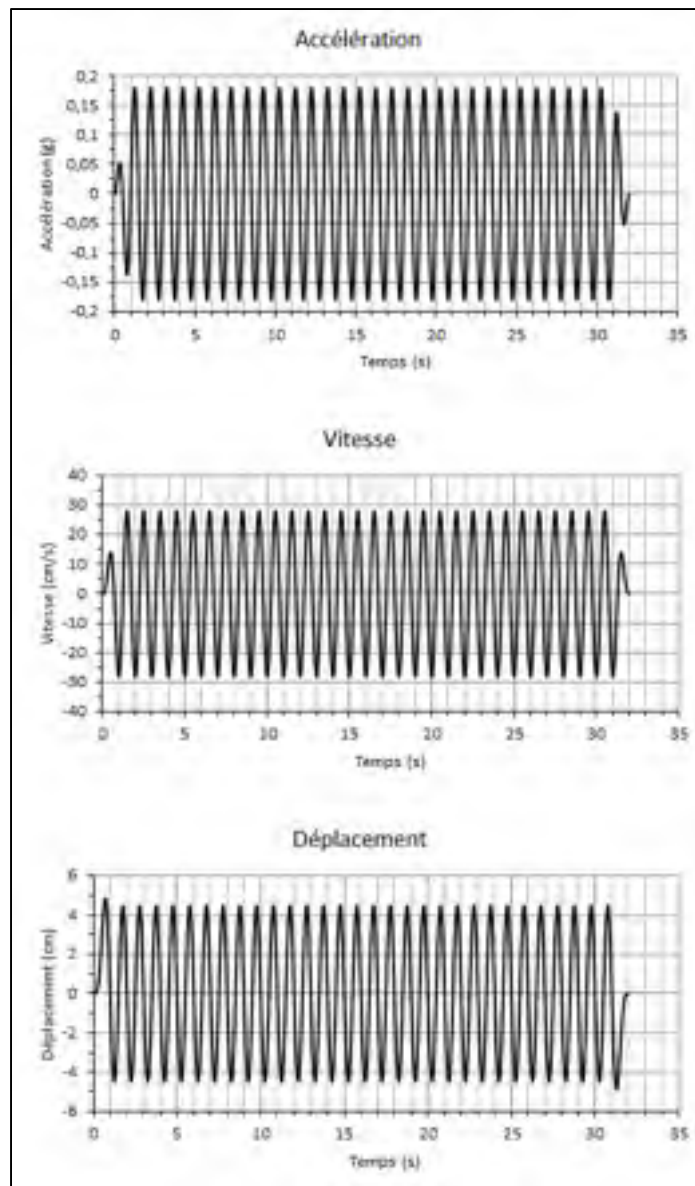 Accélération
0,2
0,15
0,1
0,05
0
-0,05
-0,1
-0,15
-0,2
Accélération (g)
0 5 10 15 20 25 30 35
Temps (s)
Vitesse
40
30
20
10
0
-10
-20
-30
-40
Vitesse (cm/s)
0 5 10 15 20 25 30 35
Temps (s)
Déplacement
6
4
2
0
-2
-4
-6
Déplacement (cm)
0 5 10 15 20 25 30 35
Temps (s)